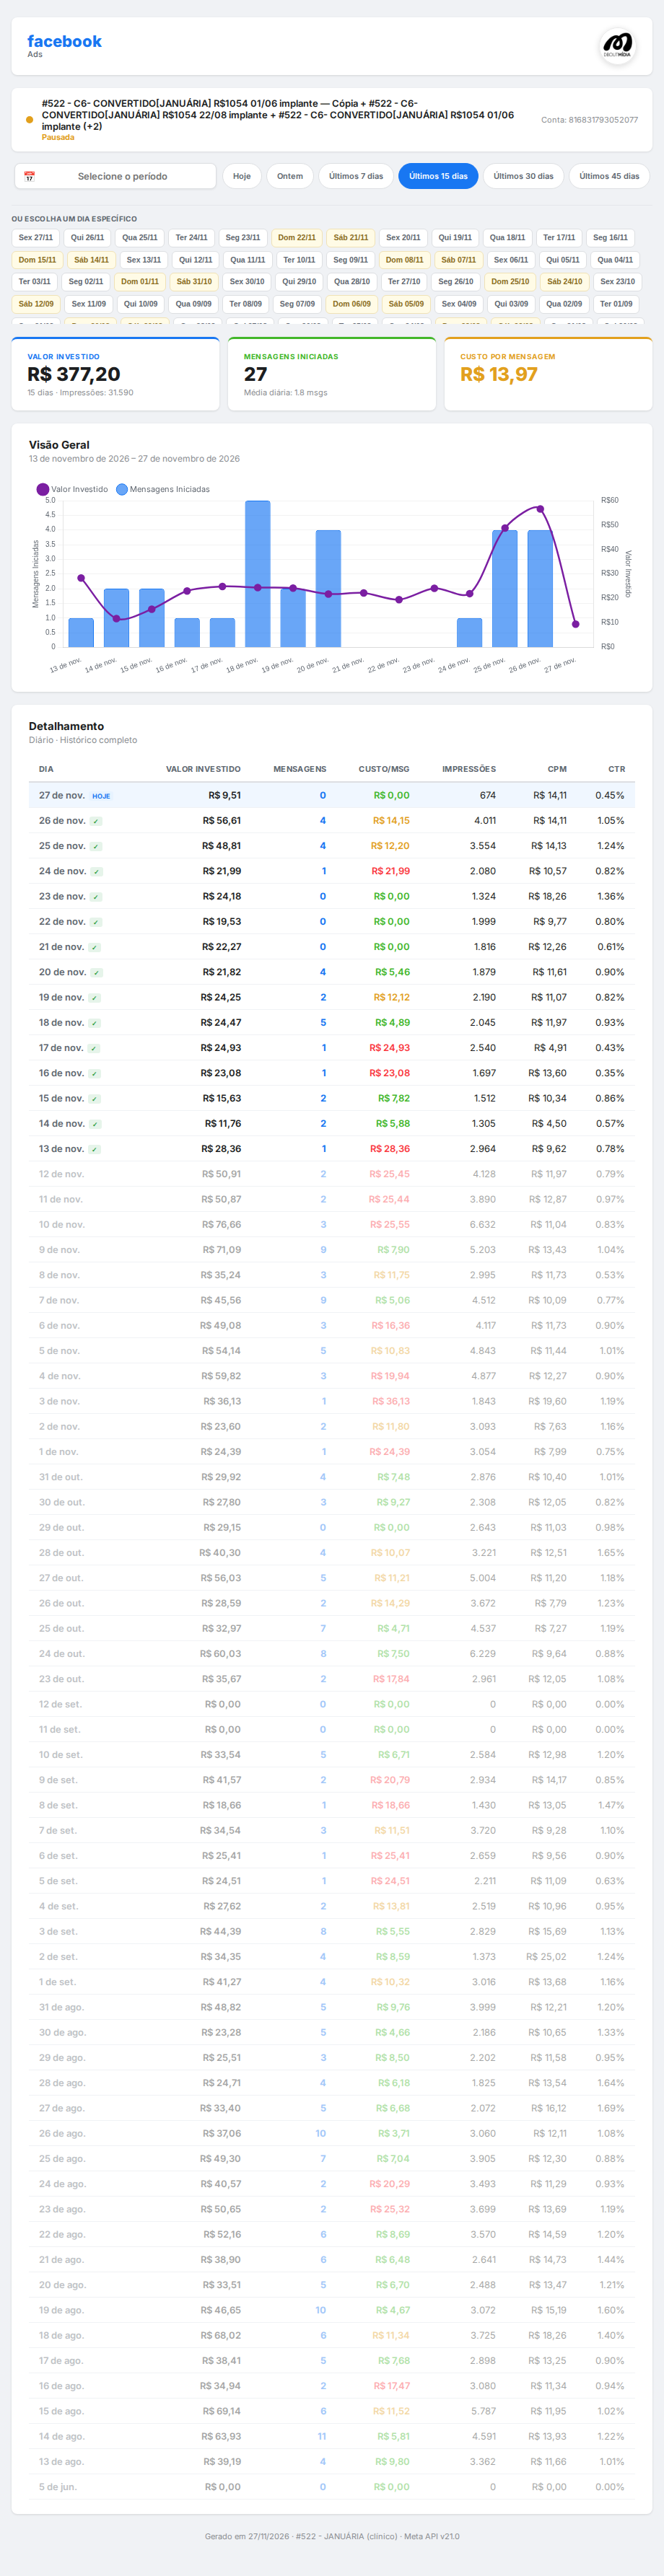 facebook
Ads
#522 - C6- CONVERTIDO[JANUÁRIA] R$1054 01/06 implante — Cópia + #522 - C6-
CONVERTIDO[JANUÁRIA] R$1054 22/08 implante + #522 - C6- CONVERTIDO[JANUÁRIA] R$1054 01/06
implante (+2)
Pausada
Conta: 816831793052077
Selecione o período
Hoje
Ontem
Últimos 7 dias
Últimos 15 dias
Últimos 30 dias
Últimos 45 dias
OU ESCOLHA UM DIA ESPECÍFICO
Sex 27/11 Qui 26/11 Qua 25/11 Ter 24/11 Seg 23/11 Dom 22/11 Sáb 21/11 Sex 20/11 Qui 19/11 Qua 18/11 Ter 17/11 Seg 16/11
Dom 15/11 Sáb 14/11 Sex 13/11 Qui 12/11 Qua 11/11 Ter 10/11 Seg 09/11 Dom 08/11 Sáb 07/11 Sex 06/11 Qui 05/11 Qua 04/11
Ter 03/11 Seg 02/11 Dom 01/11 Sáb 31/10 Sex 30/10 Qui 29/10 Qua 28/10 Ter 27/10 Seg 26/10 Dom 25/10 Sáb 24/10 Sex 23/10
Sáb 12/09 Sex 11/09 Qui 10/09 Qua 09/09 Ter 08/09 Seg 07/09 Dom 06/09 Sáb 05/09 Sex 04/09 Qui 03/09 Qua 02/09 Ter 01/09
VALOR INVESTIDO
R$ 377,20
15 dias · Impressões: 31.590
MENSAGENS INICIADAS
27
Média diária: 1.8 msgs
CUSTO POR MENSAGEM
R$ 13,97
Visão Geral
13 de novembro de 2026 – 27 de novembro de 2026
Valor Investido Mensagens Iniciadas
5.0 R$60
4.5
4.0 R$50
3.5
3.0 R$40
2.5 R$30
2.0 R$20
1.5
1.0 R$10
0.5
0 R$0
Mensagens Iniciadas
Valor Investido
13 de nov. 14 de nov. 15 de nov. 16 de nov. 17 de nov. 18 de nov. 19 de nov. 20 de nov. 21 de nov. 22 de nov. 23 de nov. 24 de nov. 25 de nov. 26 de nov. 27 de nov.
Detalhamento
Diário · Histórico completo
DIA VALOR INVESTIDO MENSAGENS CUSTO/MSG IMPRESSÕES CPM CTR
27 de nov. HOJE R$ 9,51 0 R$ 0,00 674 R$ 14,11 0.45%
26 de nov. ✓ R$ 56,61 4 R$ 14,15 4.011 R$ 14,11 1.05%
25 de nov. ✓ R$ 48,81 4 R$ 12,20 3.554 R$ 14,13 1.24%
24 de nov. ✓ R$ 21,99 1 R$ 21,99 2.080 R$ 10,57 0.82%
23 de nov. ✓ R$ 24,18 0 R$ 0,00 1.324 R$ 18,26 1.36%
22 de nov. ✓ R$ 19,53 0 R$ 0,00 1.999 R$ 9,77 0.80%
21 de nov. ✓ R$ 22,27 0 R$ 0,00 1.816 R$ 12,26 0.61%
20 de nov. ✓ R$ 21,82 4 R$ 5,46 1.879 R$ 11,61 0.90%
19 de nov. ✓ R$ 24,25 2 R$ 12,12 2.190 R$ 11,07 0.82%
18 de nov. ✓ R$ 24,47 5 R$ 4,89 2.045 R$ 11,97 0.93%
17 de nov. ✓ R$ 24,93 1 R$ 24,93 2.540 R$ 4,91 0.43%
16 de nov. ✓ R$ 23,08 1 R$ 23,08 1.697 R$ 13,60 0.35%
15 de nov. ✓ R$ 15,63 2 R$ 7,82 1.512 R$ 10,34 0.86%
14 de nov. ✓ R$ 11,76 2 R$ 5,88 1.305 R$ 4,50 0.57%
13 de nov. ✓ R$ 28,36 1 R$ 28,36 2.964 R$ 9,62 0.78%
12 de nov. R$ 50,91 2 R$ 25,45 4.128 R$ 11,97 0.79%
11 de nov. R$ 50,87 2 R$ 25,44 3.890 R$ 12,87 0.97%
10 de nov. R$ 76,66 3 R$ 25,55 6.632 R$ 11,04 0.83%
9 de nov. R$ 71,09 9 R$ 7,90 5.203 R$ 13,43 1.04%
8 de nov. R$ 35,24 3 R$ 11,75 2.995 R$ 11,73 0.53%
7 de nov. R$ 45,56 9 R$ 5,06 4.512 R$ 10,09 0.77%
6 de nov. R$ 49,08 3 R$ 16,36 4.117 R$ 11,73 0.90%
5 de nov. R$ 54,14 5 R$ 10,83 4.843 R$ 11,44 1.01%
4 de nov. R$ 59,82 3 R$ 19,94 4.877 R$ 12,27 0.90%
3 de nov. R$ 36,13 1 R$ 36,13 1.843 R$ 19,60 1.19%
2 de nov. R$ 23,60 2 R$ 11,80 3.093 R$ 7,63 1.16%
1 de nov. R$ 24,39 1 R$ 24,39 3.054 R$ 7,99 0.75%
31 de out. R$ 29,92 4 R$ 7,48 2.876 R$ 10,40 1.01%
30 de out. R$ 27,80 3 R$ 9,27 2.308 R$ 12,05 0.82%
29 de out. R$ 29,15 0 R$ 0,00 2.643 R$ 11,03 0.98%
28 de out. R$ 40,30 4 R$ 10,07 3.221 R$ 12,51 1.65%
27 de out. R$ 56,03 5 R$ 11,21 5.004 R$ 11,20 1.18%
26 de out. R$ 28,59 2 R$ 14,29 3.672 R$ 7,79 1.23%
25 de out. R$ 32,97 7 R$ 4,71 4.537 R$ 7,27 1.19%
24 de out. R$ 60,03 8 R$ 7,50 6.229 R$ 9,64 0.88%
23 de out. R$ 35,67 2 R$ 17,84 2.961 R$ 12,05 1.08%
12 de set. R$ 0,00 0 R$ 0,00 0 R$ 0,00 0.00%
11 de set. R$ 0,00 0 R$ 0,00 0 R$ 0,00 0.00%
10 de set. R$ 33,54 5 R$ 6,71 2.584 R$ 12,98 1.20%
9 de set. R$ 41,57 2 R$ 20,79 2.934 R$ 14,17 0.85%
8 de set. R$ 18,66 1 R$ 18,66 1.430 R$ 13,05 1.47%
7 de set. R$ 34,54 3 R$ 11,51 3.720 R$ 9,28 1.10%
6 de set. R$ 25,41 1 R$ 25,41 2.659 R$ 9,56 0.90%
5 de set. R$ 24,51 1 R$ 24,51 2.211 R$ 11,09 0.63%
4 de set. R$ 27,62 2 R$ 13,81 2.519 R$ 10,96 0.95%
3 de set. R$ 44,39 8 R$ 5,55 2.829 R$ 15,69 1.13%
2 de set. R$ 34,35 4 R$ 8,59 1.373 R$ 25,02 1.24%
1 de set. R$ 41,27 4 R$ 10,32 3.016 R$ 13,68 1.16%
31 de ago. R$ 48,82 5 R$ 9,76 3.999 R$ 12,21 1.20%
30 de ago. R$ 23,28 5 R$ 4,66 2.186 R$ 10,65 1.33%
29 de ago. R$ 25,51 3 R$ 8,50 2.202 R$ 11,58 0.95%
28 de ago. R$ 24,71 4 R$ 6,18 1.825 R$ 13,54 1.64%
27 de ago. R$ 33,40 5 R$ 6,68 2.072 R$ 16,12 1.69%
26 de ago. R$ 37,06 10 R$ 3,71 3.060 R$ 12,11 1.08%
25 de ago. R$ 49,30 7 R$ 7,04 3.905 R$ 12,30 0.88%
24 de ago. R$ 40,57 2 R$ 20,29 3.493 R$ 11,29 0.93%
23 de ago. R$ 50,65 2 R$ 25,32 3.699 R$ 13,69 1.19%
22 de ago. R$ 52,16 6 R$ 8,69 3.570 R$ 14,59 1.20%
21 de ago. R$ 38,90 6 R$ 6,48 2.641 R$ 14,73 1.44%
20 de ago. R$ 33,51 5 R$ 6,70 2.488 R$ 13,47 1.21%
19 de ago. R$ 46,65 10 R$ 4,67 3.072 R$ 15,19 1.60%
18 de ago. R$ 68,02 6 R$ 11,34 3.725 R$ 18,26 1.40%
17 de ago. R$ 38,41 5 R$ 7,68 2.898 R$ 13,25 0.90%
16 de ago. R$ 34,94 2 R$ 17,47 3.080 R$ 11,34 0.94%
15 de ago. R$ 69,14 6 R$ 11,52 5.787 R$ 11,95 1.02%
14 de ago. R$ 63,93 11 R$ 5,81 4.591 R$ 13,93 1.22%
13 de ago. R$ 39,19 4 R$ 9,80 3.362 R$ 11,66 1.01%
5 de jun. R$ 0,00 0 R$ 0,00 0 R$ 0,00 0.00%
Gerado em 27/11/2026 · #522 - JANUÁRIA (clínico) · Meta API v21.0